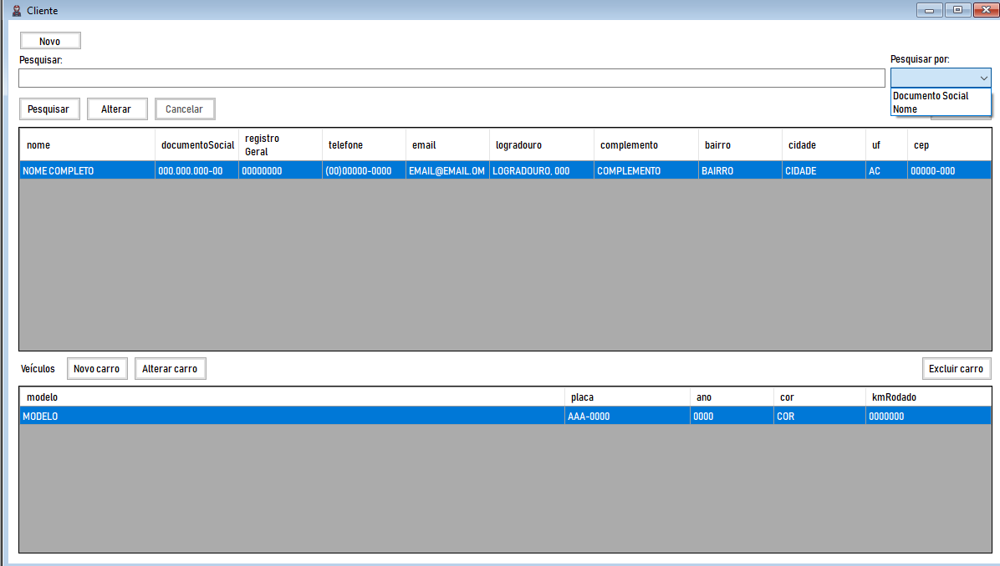 Cliente
Novo
Pesquisar:
Pesquisar por:
Documento Social
Nome
Pesquisar Alterar Cancelar
nome documentoSocial registro Geral telefone email logradouro complemento bairro cidade uf cep
NOME COMPLETO 000.000.000-00 00000000 (00)00000-0000 EMAIL@EMAIL.OM LOGRADOURO, 000 COMPLEMENTO BAIRRO CIDADE AC 00000-000
Veículos Novo carro Alterar carro Excluir carro
modelo placa ano cor kmRodado
MODELO AAA-0000 0000 COR 0000000